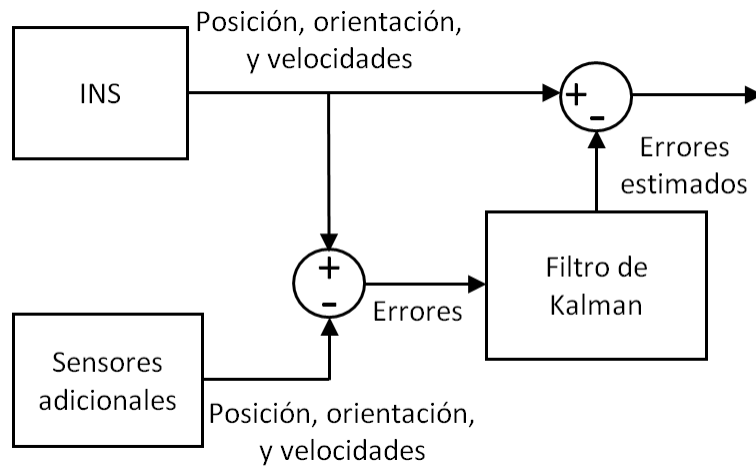 Posición, orientación,
y velocidades
INS
+
-
Errores
estimados
+
-
Filtro de
Kalman
Errores
Sensores
adicionales
Posición, orientación,
y velocidades